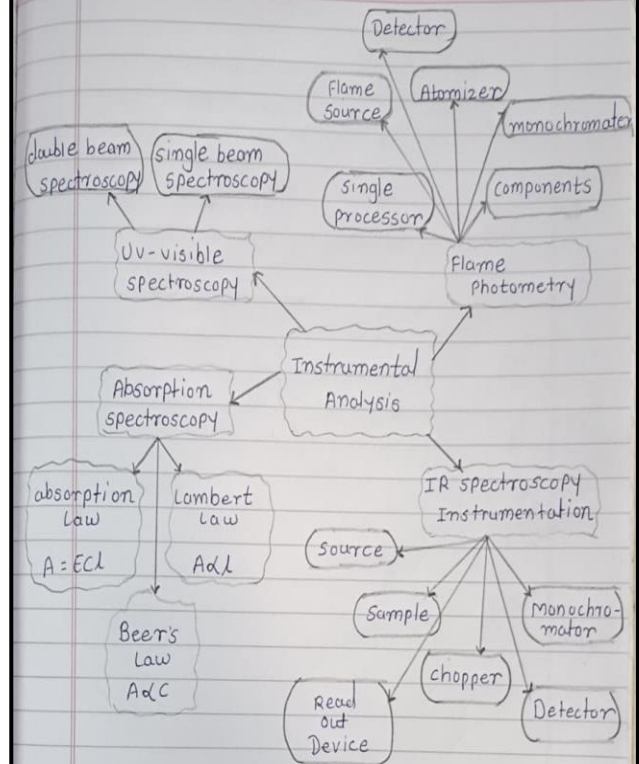 Detector
Flame
Source
Atomizer
monochromater
double beam
spectroscopy
single beam
spectroscopy
single
processor
components
UV-visible
spectroscopy
Flame
Photometry
Instrumental
Analysis
Absorption
spectroscopy
absorption
Law
A = ECl
Lambert
Law
A∝l
Beer's
Law
A∝C
IR spectroscopy
Instrumentation
Source
Sample
Monochro-
mator
chopper
Read
out
Device
Detector